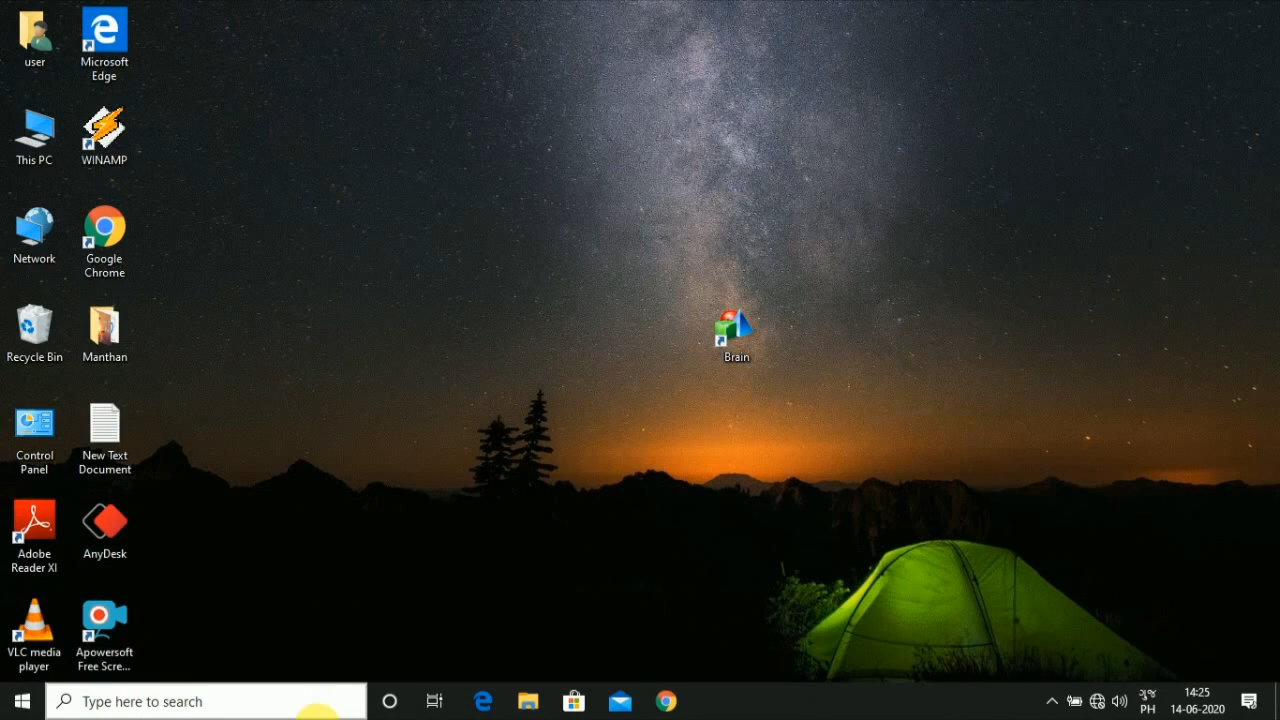 user
Microsoft
Edge
This PC
WINAMP
Network
Google
Chrome
Recycle Bin
Manthan
Control
Panel
New Text
Document
Adobe
Reader XI
AnyDesk
VLC media
player
Apowersoft
Free Scre...
Brain
Type here to search
PH
14:25
14-06-2020